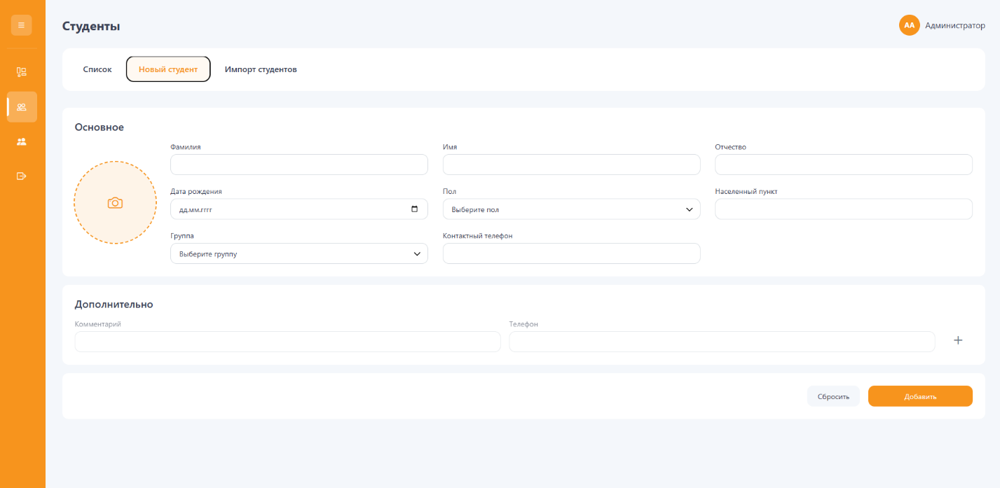 Студенты
АА Администратор
Список Новый студент Импорт студентов
Основное
Фамилия Имя Отчество
Дата рождения Пол Населенный пункт
дд.мм.гггг Выберите пол
Группа Контактный телефон
Выберите группу
Дополнительно
Комментарий Телефон
Сбросить Добавить